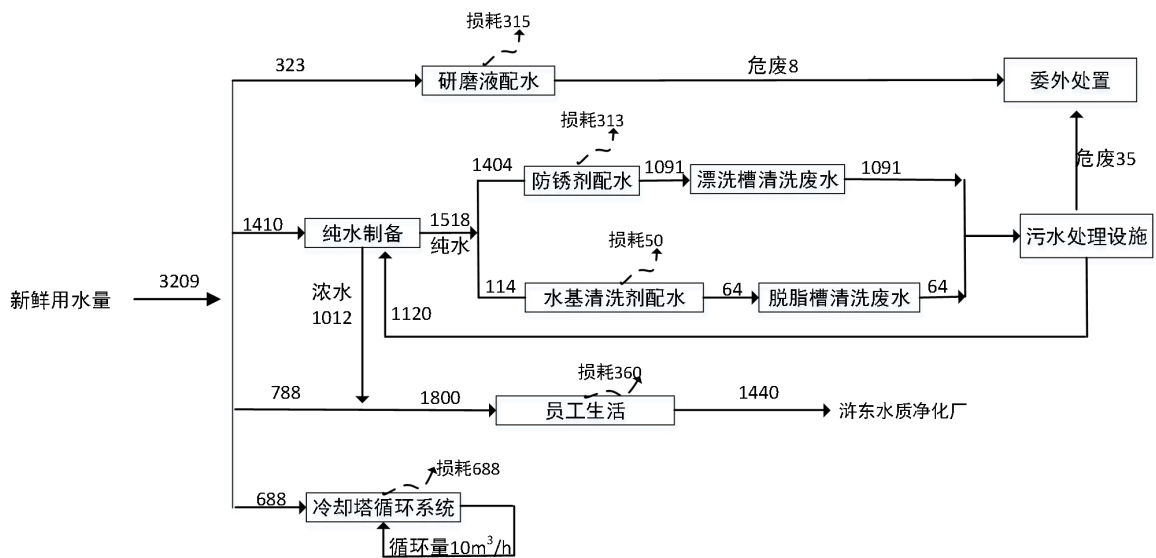 损耗315
323
研磨液配水
危废8
委外处置
损耗313
1404
防锈剂配水
1091
漂洗槽清洗废水
1091
危废35
1410
纯水制备
1518
纯水
污水处理设施
损耗50
114
水基清洗剂配水
64
脱脂槽清洗废水
64
新鲜用水量
3209
浓水
1012
1120
788
1800
损耗360
员工生活
1440
浒东水质净化厂
损耗688
688
冷却塔循环系统
循环量10m³/h